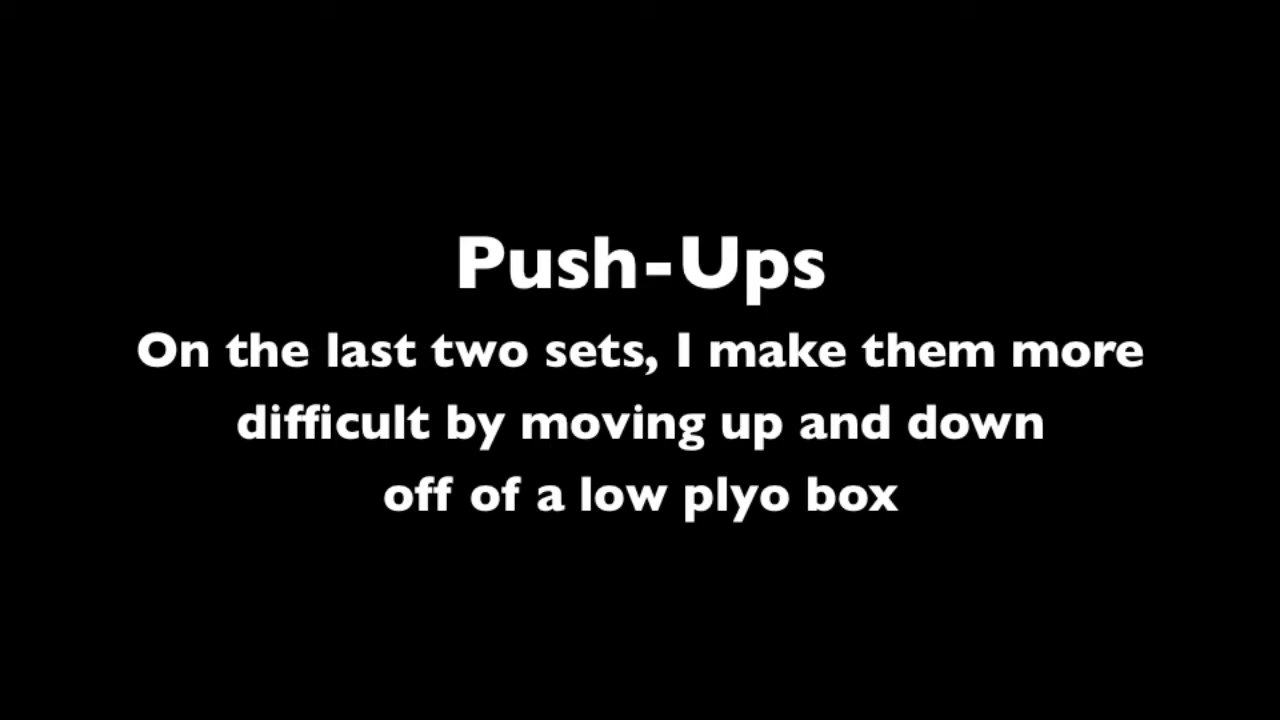 Push-Ups
On the last two sets, I make them more
difficult by moving up and down
off of a low plyo box